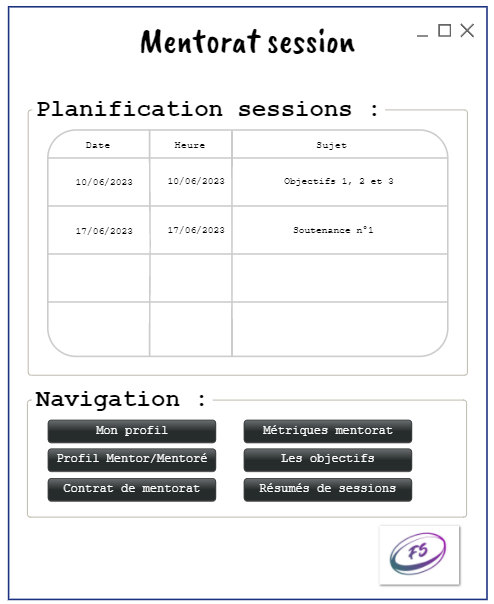 Mentorat session
Planification sessions :
Date Heure Sujet
10/06/2023 10/06/2023 Objectifs 1, 2 et 3
17/06/2023 17/06/2023 Soutenance n°1
Navigation :
Mon profil Métriques mentorat
Profil Mentor/Mentoré Les objectifs
Contrat de mentorat Résumés de sessions
FS